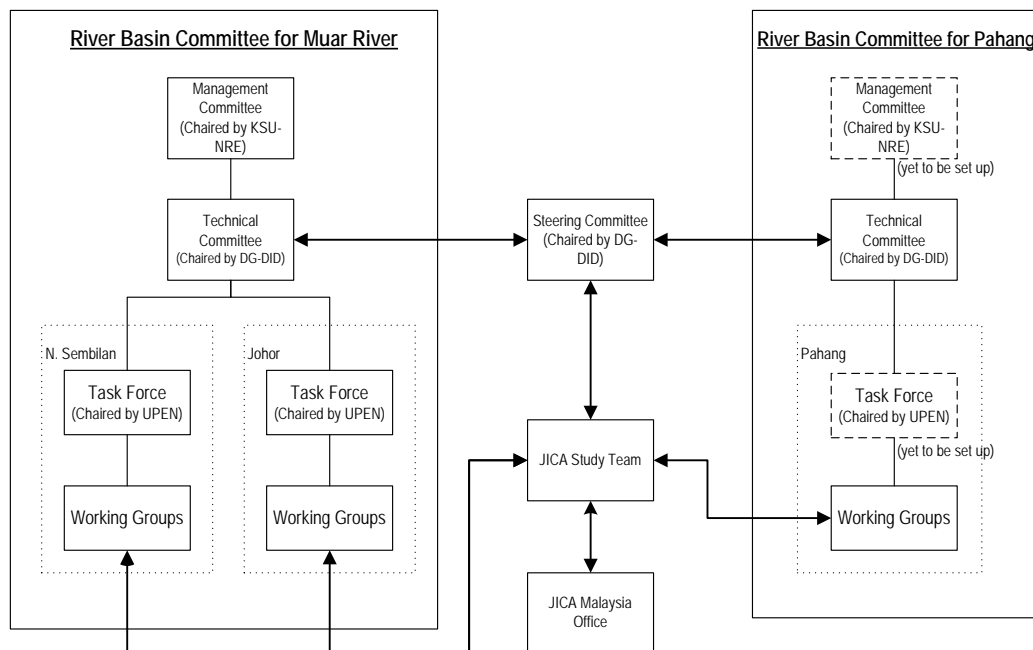 River Basin Committee for Muar River
Management
Committee
(Chaired by KSU-
NRE)
Technical
Committee
(Chaired by DG-DID)
N. Sembilan
Task Force
(Chaired by UPEN)
Working Groups
Johor
Task Force
(Chaired by UPEN)
Working Groups
Steering Committee
(Chaired by DG-
DID)
JICA Study Team
JICA Malaysia
Office
River Basin Committee for Pahang
Management
Committee
(Chaired by KSU-
NRE)
(yet to be set up)
Technical
Committee
(Chaired by DG-DID)
Pahang
Task Force
(Chaired by UPEN)
(yet to be set up)
Working Groups